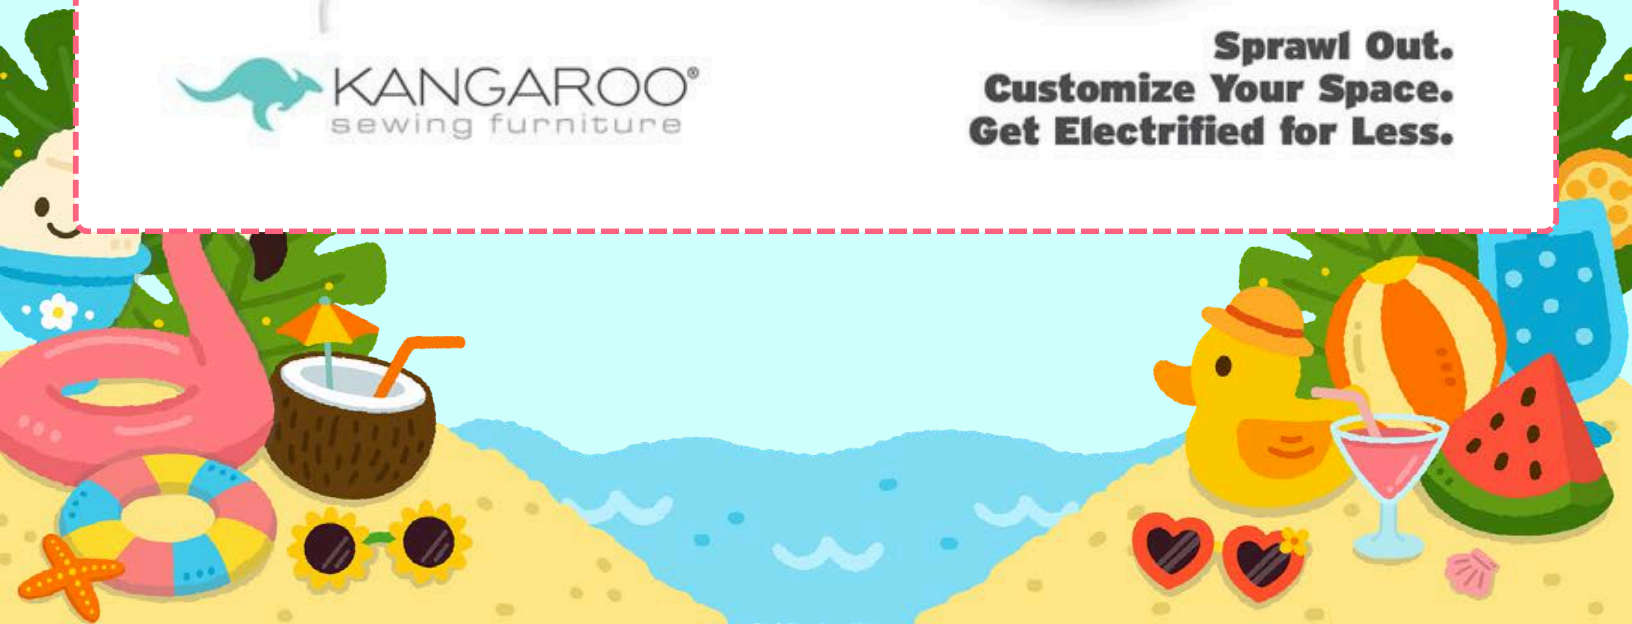 KANGAROO®
sewing furniture
Sprawl Out.
Customize Your Space.
Get Electrified for Less.